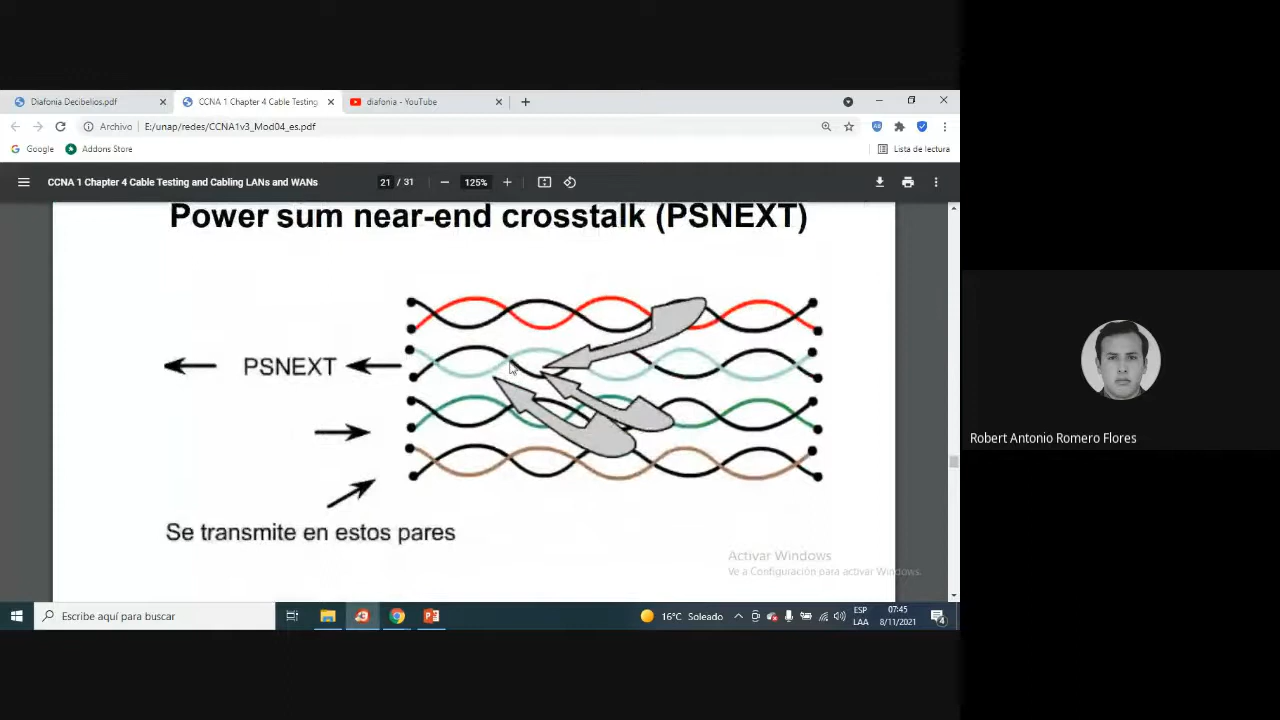 Diafonia Decibelios.pdf
CCNA 1 Chapter 4 Cable Testing
diafonia - YouTube
Archivo
E:/unap/redes/CCNA1v3_Mod04_es.pdf
Google
Addons Store
Lista de lectura
CCNA 1 Chapter 4 Cable Testing and Cabling LANs and WANs
21 / 31
125%
Power sum near-end crosstalk (PSNEXT)
PSNEXT
Se transmite en estos pares
Activar Windows
Ve a Configuración para activar Windows.
Robert Antonio Romero Flores
Escribe aquí para buscar
16°C Soleado
ESP
LAA
07:45
8/11/2021
4